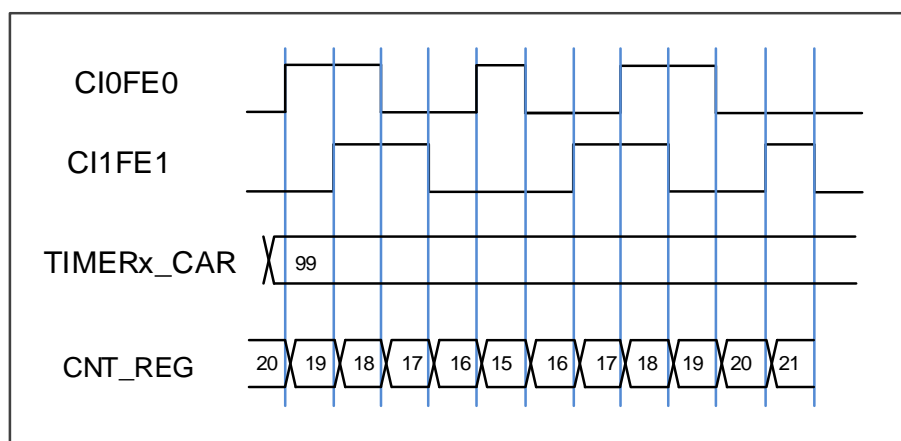 CI0FE0
CI1FE1
TIMERx_CAR 99
CNT_REG 20 19 18 17 16 15 16 17 18 19 20 21